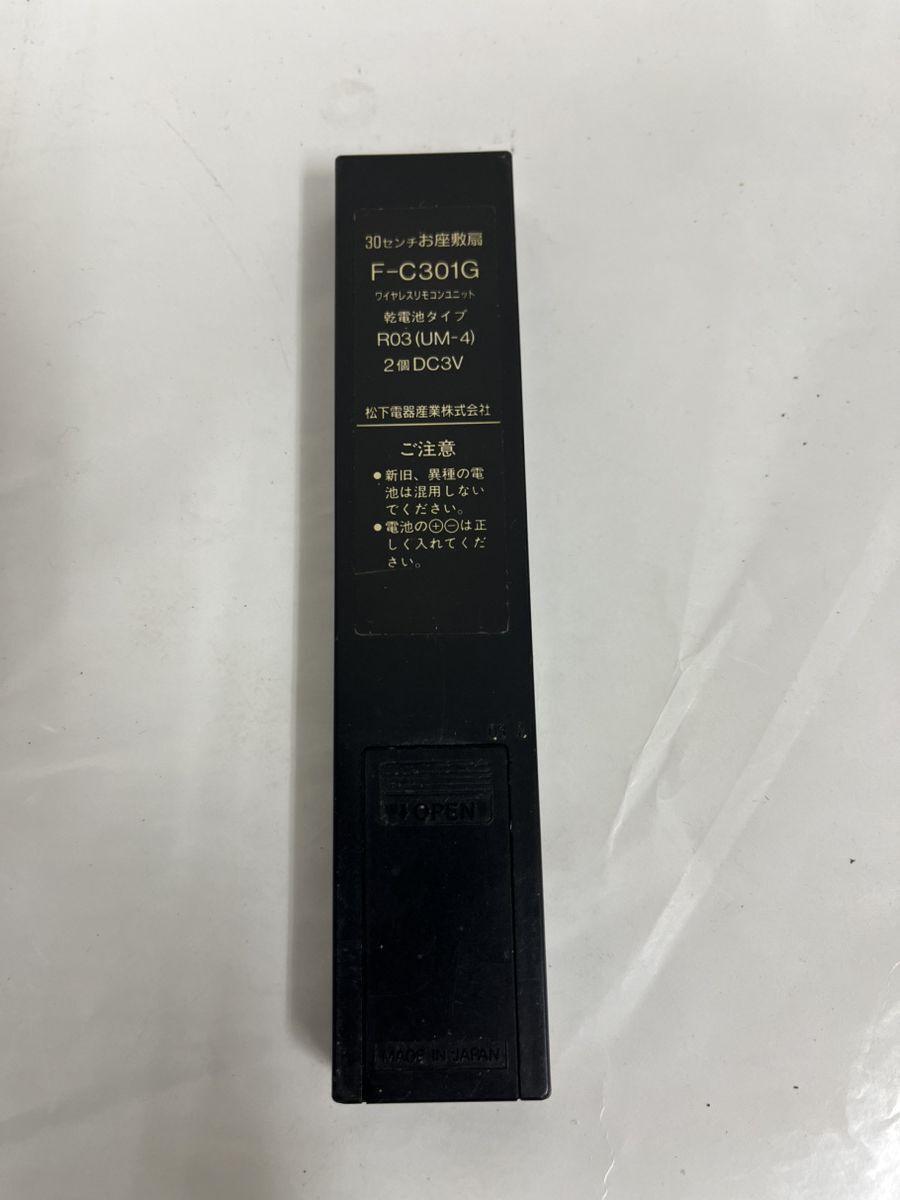 30センチお座敷扇
F-C301G
ワイヤレスリモコンユニット
乾電池タイプ
R03(UM-4)
2個DC3V
松下電器産業株式会社
ご注意
●新旧、異種の電
池は混用しない
でください。
●電池の⊕⊖は正
しく入れてくだ
さい。
OPEN
MADE IN JAPAN